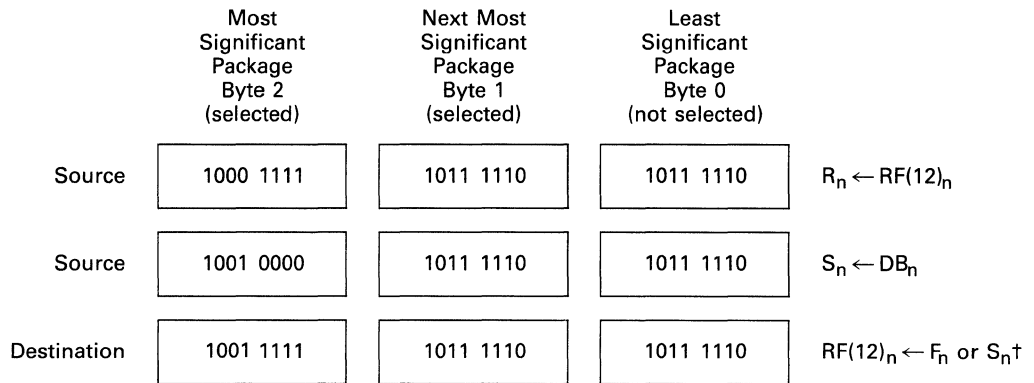 Most Significant Package Byte 2 (selected)
Next Most Significant Package Byte 1 (selected)
Least Significant Package Byte 0 (not selected)
Source 1000 1111 1011 1110 1011 1110 Rn ← RF(12)n
Source 1001 0000 1011 1110 1011 1110 Sn ← DBn
Destination 1001 1111 1011 1110 1011 1110 RF(12)n ← Fn or Sn†